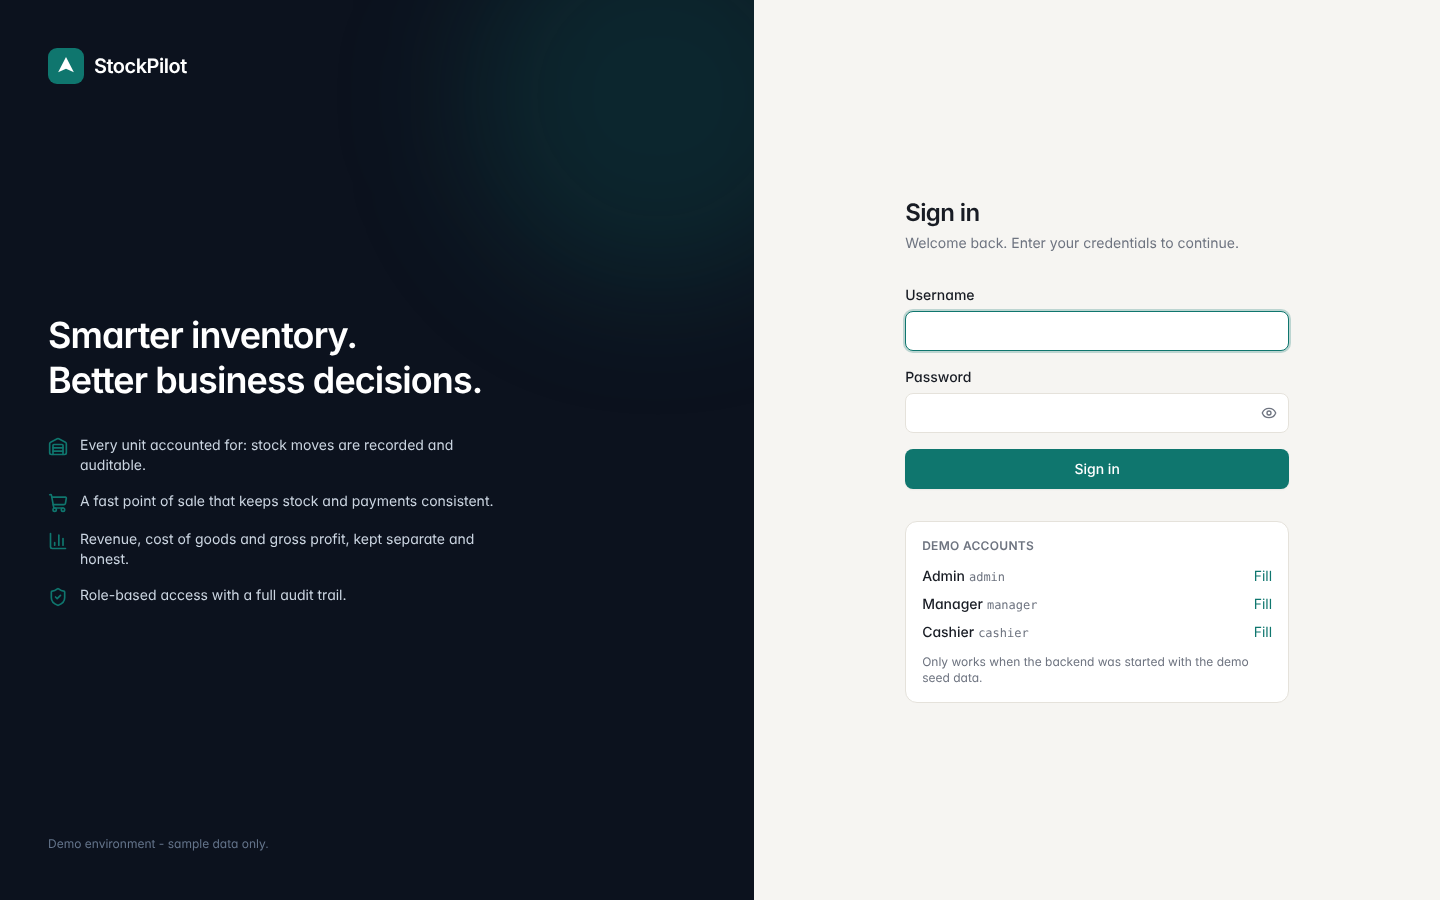 StockPilot
Smarter inventory.
Better business decisions.
Every unit accounted for: stock moves are recorded and
auditable.
A fast point of sale that keeps stock and payments consistent.
Revenue, cost of goods and gross profit, kept separate and
honest.
Role-based access with a full audit trail.
Demo environment - sample data only.
Sign in
Welcome back. Enter your credentials to continue.
Username
Password
Sign in
DEMO ACCOUNTS
Admin admin Fill
Manager manager Fill
Cashier cashier Fill
Only works when the backend was started with the demo
seed data.